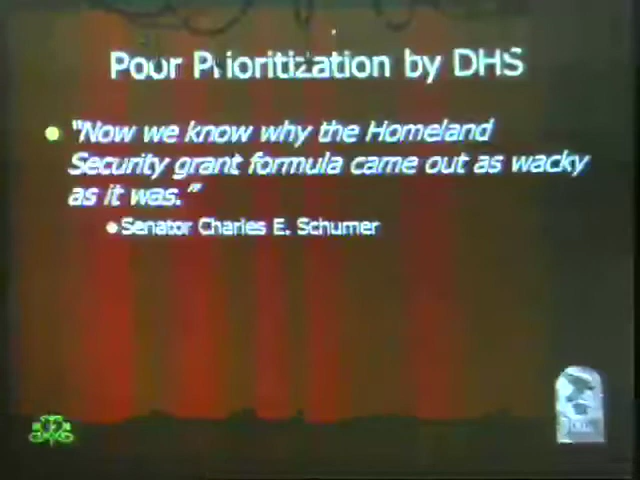 Poor Prioritization by DHS
"Now we know why the Homeland
Security grant formula came out as wacky
as it was."
Senator Charles E. Schumer